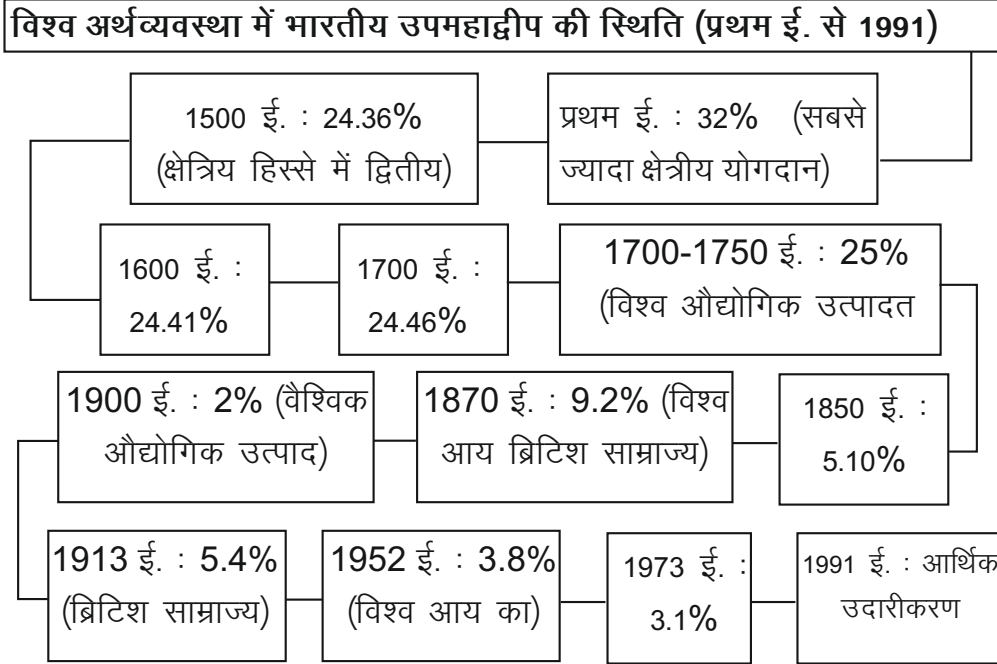 विश्व अर्थव्यवस्था में भारतीय उपमहाद्वीप की स्थिति (प्रथम ई. से 1991)
प्रथम ई. : 32% (सबसे
ज्यादा क्षेत्रीय योगदान)
1500 ई. : 24.36%
(क्षेत्रिय हिस्से में द्वितीय)
1600 ई. :
24.41%
1700 ई. :
24.46%
1700-1750 ई. : 25%
(विश्व औद्योगिक उत्पादत
1850 ई. :
5.10%
1870 ई. : 9.2% (विश्व
आय ब्रिटिश साम्राज्य)
1900 ई. : 2% (वैश्विक
औद्योगिक उत्पाद)
1913 ई. : 5.4%
(ब्रिटिश साम्राज्य)
1952 ई. : 3.8%
(विश्व आय का)
1973 ई. :
3.1%
1991 ई. : आर्थिक
उदारीकरण